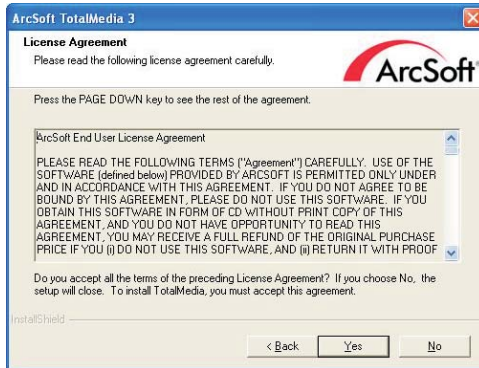 ArcSoft TotalMedia 3
License Agreement
Please read the following license agreement carefully.
ArcSoft®
Press the PAGE DOWN key to see the rest of the agreement.
ArcSoft End User License Agreement
PLEASE READ THE FOLLOWING TERMS ("Agreement") CAREFULLY.  USE OF THE
SOFTWARE (defined below) PROVIDED BY ARCSOFT IS PERMITTED ONLY UNDER
AND IN ACCORDANCE WITH THIS AGREEMENT.  IF YOU DO NOT AGREE TO BE
BOUND BY THIS AGREEMENT, PLEASE DO NOT USE THIS SOFTWARE.  IF YOU
OBTAIN THIS SOFTWARE IN FORM OF CD WITHOUT PRINT COPY OF THIS
AGREEMENT, AND YOU DO NOT HAVE OPPORTUNITY TO READ THIS
AGREEMENT, YOU MAY RECEIVE A FULL REFUND OF THE ORIGINAL PURCHASE
PRICE IF YOU (i) DO NOT USE THIS SOFTWARE, AND (ii) RETURN IT WITH PROOF
Do you accept all the terms of the preceding License Agreement?  If you choose No,  the
setup will close.  To install TotalMedia, you must accept this agreement.
InstallShield
< Back
Yes
No